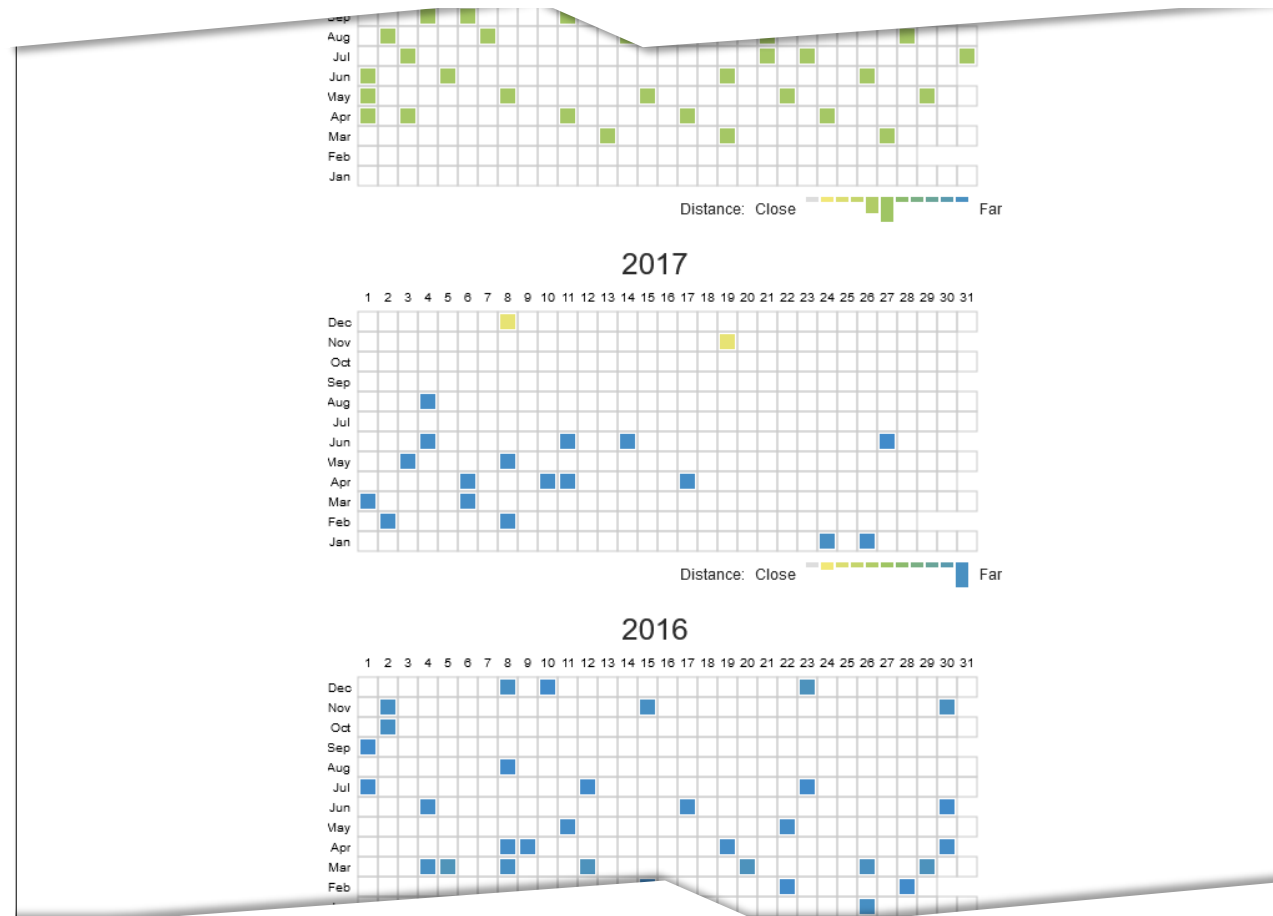 Sep
Aug
Jul
Jun
May
Apr
Mar
Feb
Jan
Distance: Close Far
2017
1 2 3 4 5 6 7 8 9 10 11 12 13 14 15 16 17 18 19 20 21 22 23 24 25 26 27 28 29 30 31
Dec
Nov
Oct
Sep
Aug
Jul
Jun
May
Apr
Mar
Feb
Jan
Distance: Close Far
2016
1 2 3 4 5 6 7 8 9 10 11 12 13 14 15 16 17 18 19 20 21 22 23 24 25 26 27 28 29 30 31
Dec
Nov
Oct
Sep
Aug
Jul
Jun
May
Apr
Mar
Feb